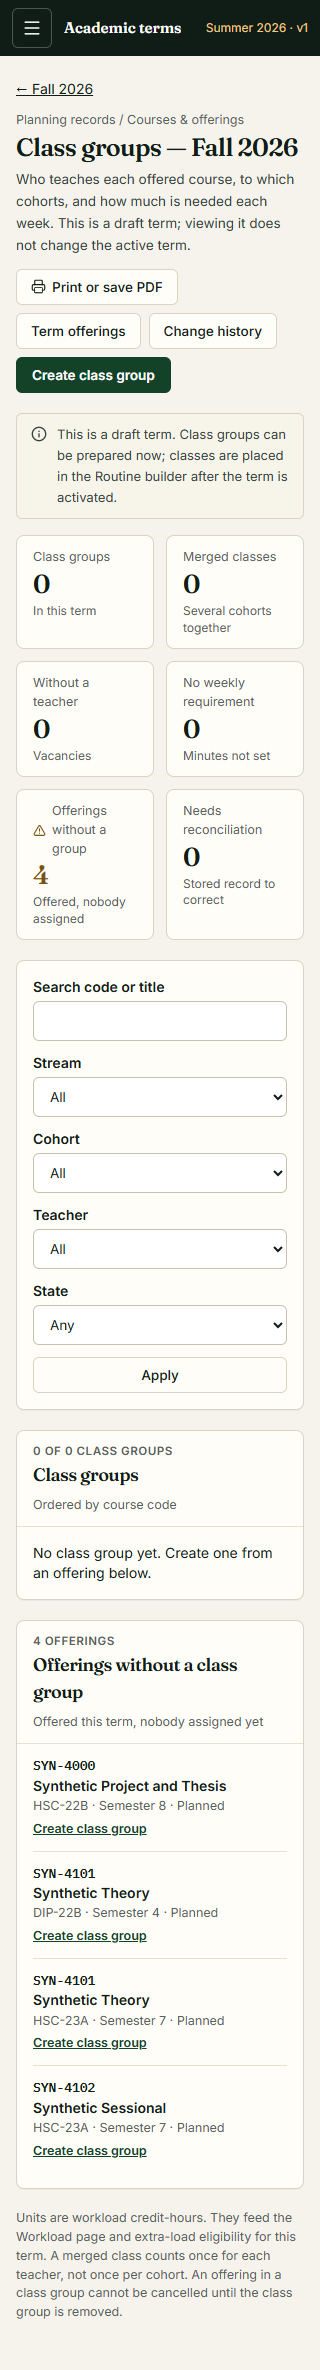 Academic terms
Summer 2026 · v1
← Fall 2026
Planning records / Courses & offerings
Class groups — Fall 2026
Who teaches each offered course, to which
cohorts, and how much is needed each
week. This is a draft term; viewing it does
not change the active term.
Print or save PDF
Term offerings
Change history
Create class group
This is a draft term. Class groups can
be prepared now; classes are placed
in the Routine builder after the term is
activated.
Class groups
0
In this term
Merged classes
0
Several cohorts
together
Without a
teacher
0
Vacancies
No weekly
requirement
0
Minutes not set
Offerings
without a
group
4
Offered, nobody
assigned
Needs
reconciliation
0
Stored record to
correct
Search code or title
Stream
All
Cohort
All
Teacher
All
State
Any
Apply
0 OF 0 CLASS GROUPS
Class groups
Ordered by course code
No class group yet. Create one from
an offering below.
4 OFFERINGS
Offerings without a class
group
Offered this term, nobody assigned yet
SYN-4000
Synthetic Project and Thesis
HSC-22B · Semester 8 · Planned
Create class group
SYN-4101
Synthetic Theory
DIP-22B · Semester 4 · Planned
Create class group
SYN-4101
Synthetic Theory
HSC-23A · Semester 7 · Planned
Create class group
SYN-4102
Synthetic Sessional
HSC-23A · Semester 7 · Planned
Create class group
Units are workload credit-hours. They feed the
Workload page and extra-load eligibility for this
term. A merged class counts once for each
teacher, not once per cohort. An offering in a
class group cannot be cancelled until the class
group is removed.